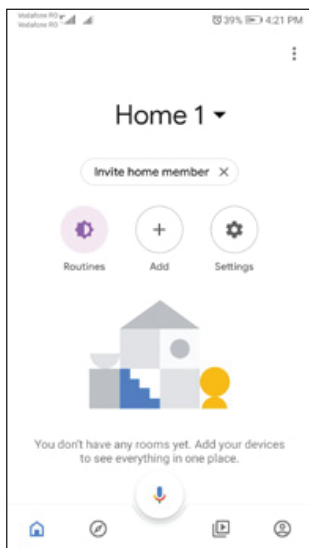 Vodafone RO
Vodafone RO
39% 4:21 PM
Home 1
Invite home member
Routines
Add
Settings
You don't have any rooms yet. Add your devices
to see everything in one place.